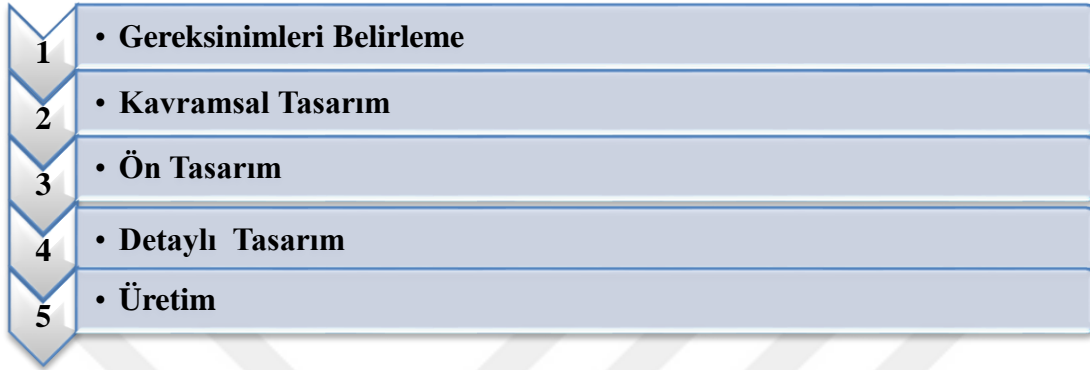 1 • Gereksinimleri Belirleme
2 • Kavramsal Tasarım
3 • Ön Tasarım
4 • Detaylı Tasarım
5 • Üretim